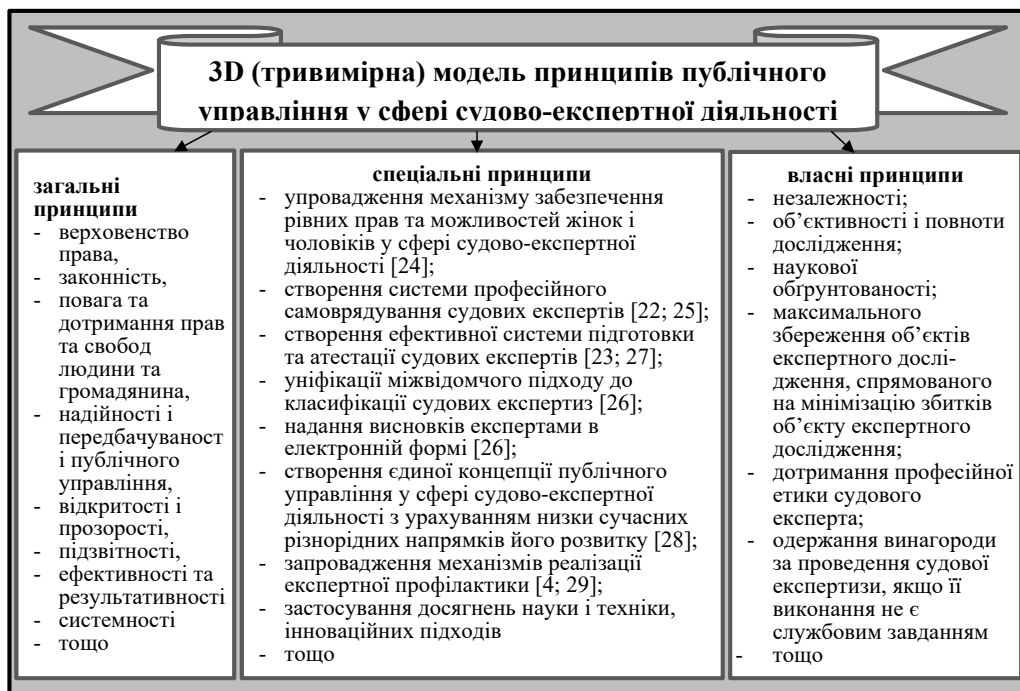 3D (тривимірна) модель принципів публічного
управління у сфері судово-експертної діяльності
загальні
принципи
- верховенство
права,
- законність,
- повага та
дотримання прав
та свобод
людини та
громадянина,
- надійності і
передбачуваност
і публічного
управління,
- відкритості і
прозорості,
- підзвітності,
- ефективності та
результативності
- системності
- тощо
спеціальні принципи
- упровадження механізму забезпечення
рівних прав та можливостей жінок і
чоловіків у сфері судово-експертної
діяльності [24];
- створення системи професійного
самоврядування судових експертів [22; 25];
- створення ефективної системи підготовки
та атестації судових експертів [23; 27];
- уніфікації міжвідомчого підходу до
класифікації судових експертиз [26];
- надання висновків експертами в
електронній формі [26];
- створення єдиної концепції публічного
управління у сфері судово-експертної
діяльності з урахуванням низки сучасних
різнорідних напрямків його розвитку [28];
- запровадження механізмів реалізації
експертної профілактики [4; 29];
- застосування досягнень науки і техніки,
інноваційних підходів
- тощо
власні принципи
- незалежності;
- об’єктивності і повноти
дослідження;
- наукової
обґрунтованості;
- максимального
збереження об’єктів
експертного дослі-
дження, спрямованого
на мінімізацію збитків
об’єкту експертного
дослідження;
- дотримання професійної
етики судового
експерта;
- одержання винагороди
за проведення судової
експертизи, якщо її
виконання не є
службовим завданням
- тощо